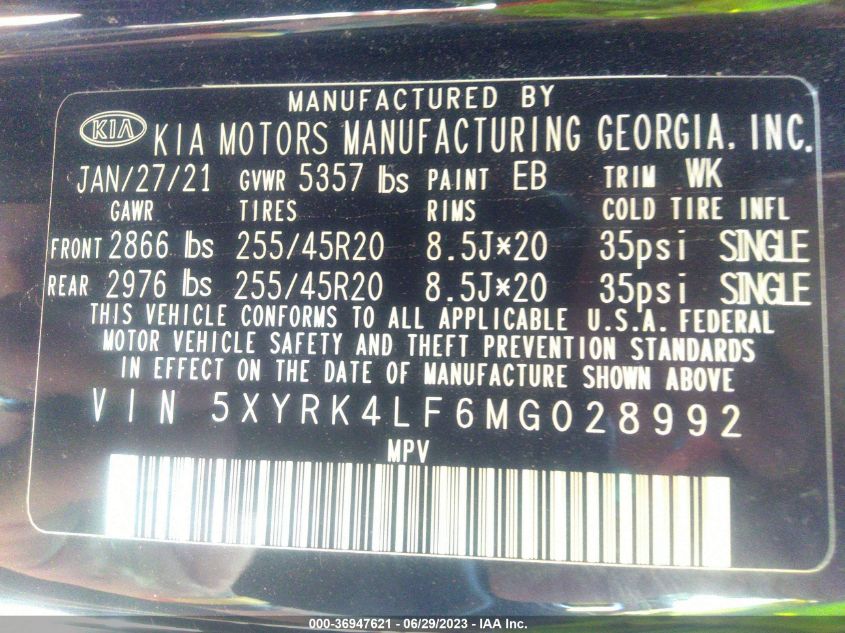 MANUFACTURED BY
KIA KIA MOTORS MANUFACTURING GEORGIA, INC.
JAN/27/21 GVWR 5357 lbs PAINT EB TRIM WK
GAWR TIRES RIMS COLD TIRE INFL
FRONT 2866 lbs 255/45R20 8.5J*20 35psi SINGLE
REAR 2976 lbs 255/45R20 8.5J*20 35psi SINGLE
THIS VEHICLE CONFORMS TO ALL APPLICABLE U.S.A. FEDERAL
MOTOR VEHICLE SAFETY AND THEFT PREVENTION STANDARDS
IN EFFECT ON THE DATE OF MANUFACTURE SHOWN ABOVE
VIN 5XYRK4LF6MG028992
MPV
000-36947621 - 06/29/2023 - IAA Inc.